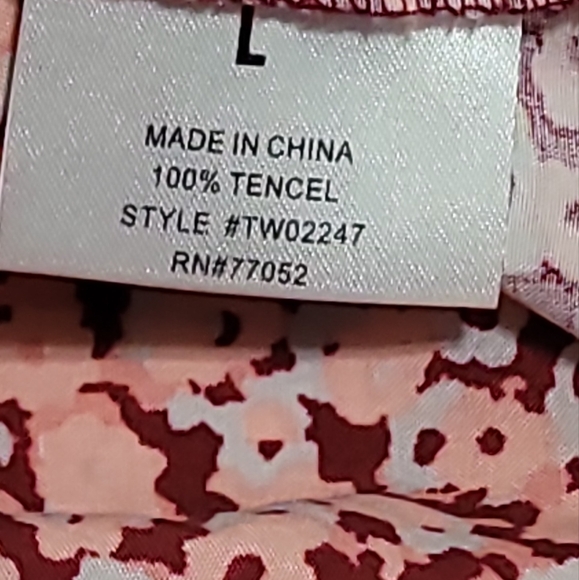 L
MADE IN CHINA
100% TENCEL
STYLE #TW02247
RN#77052